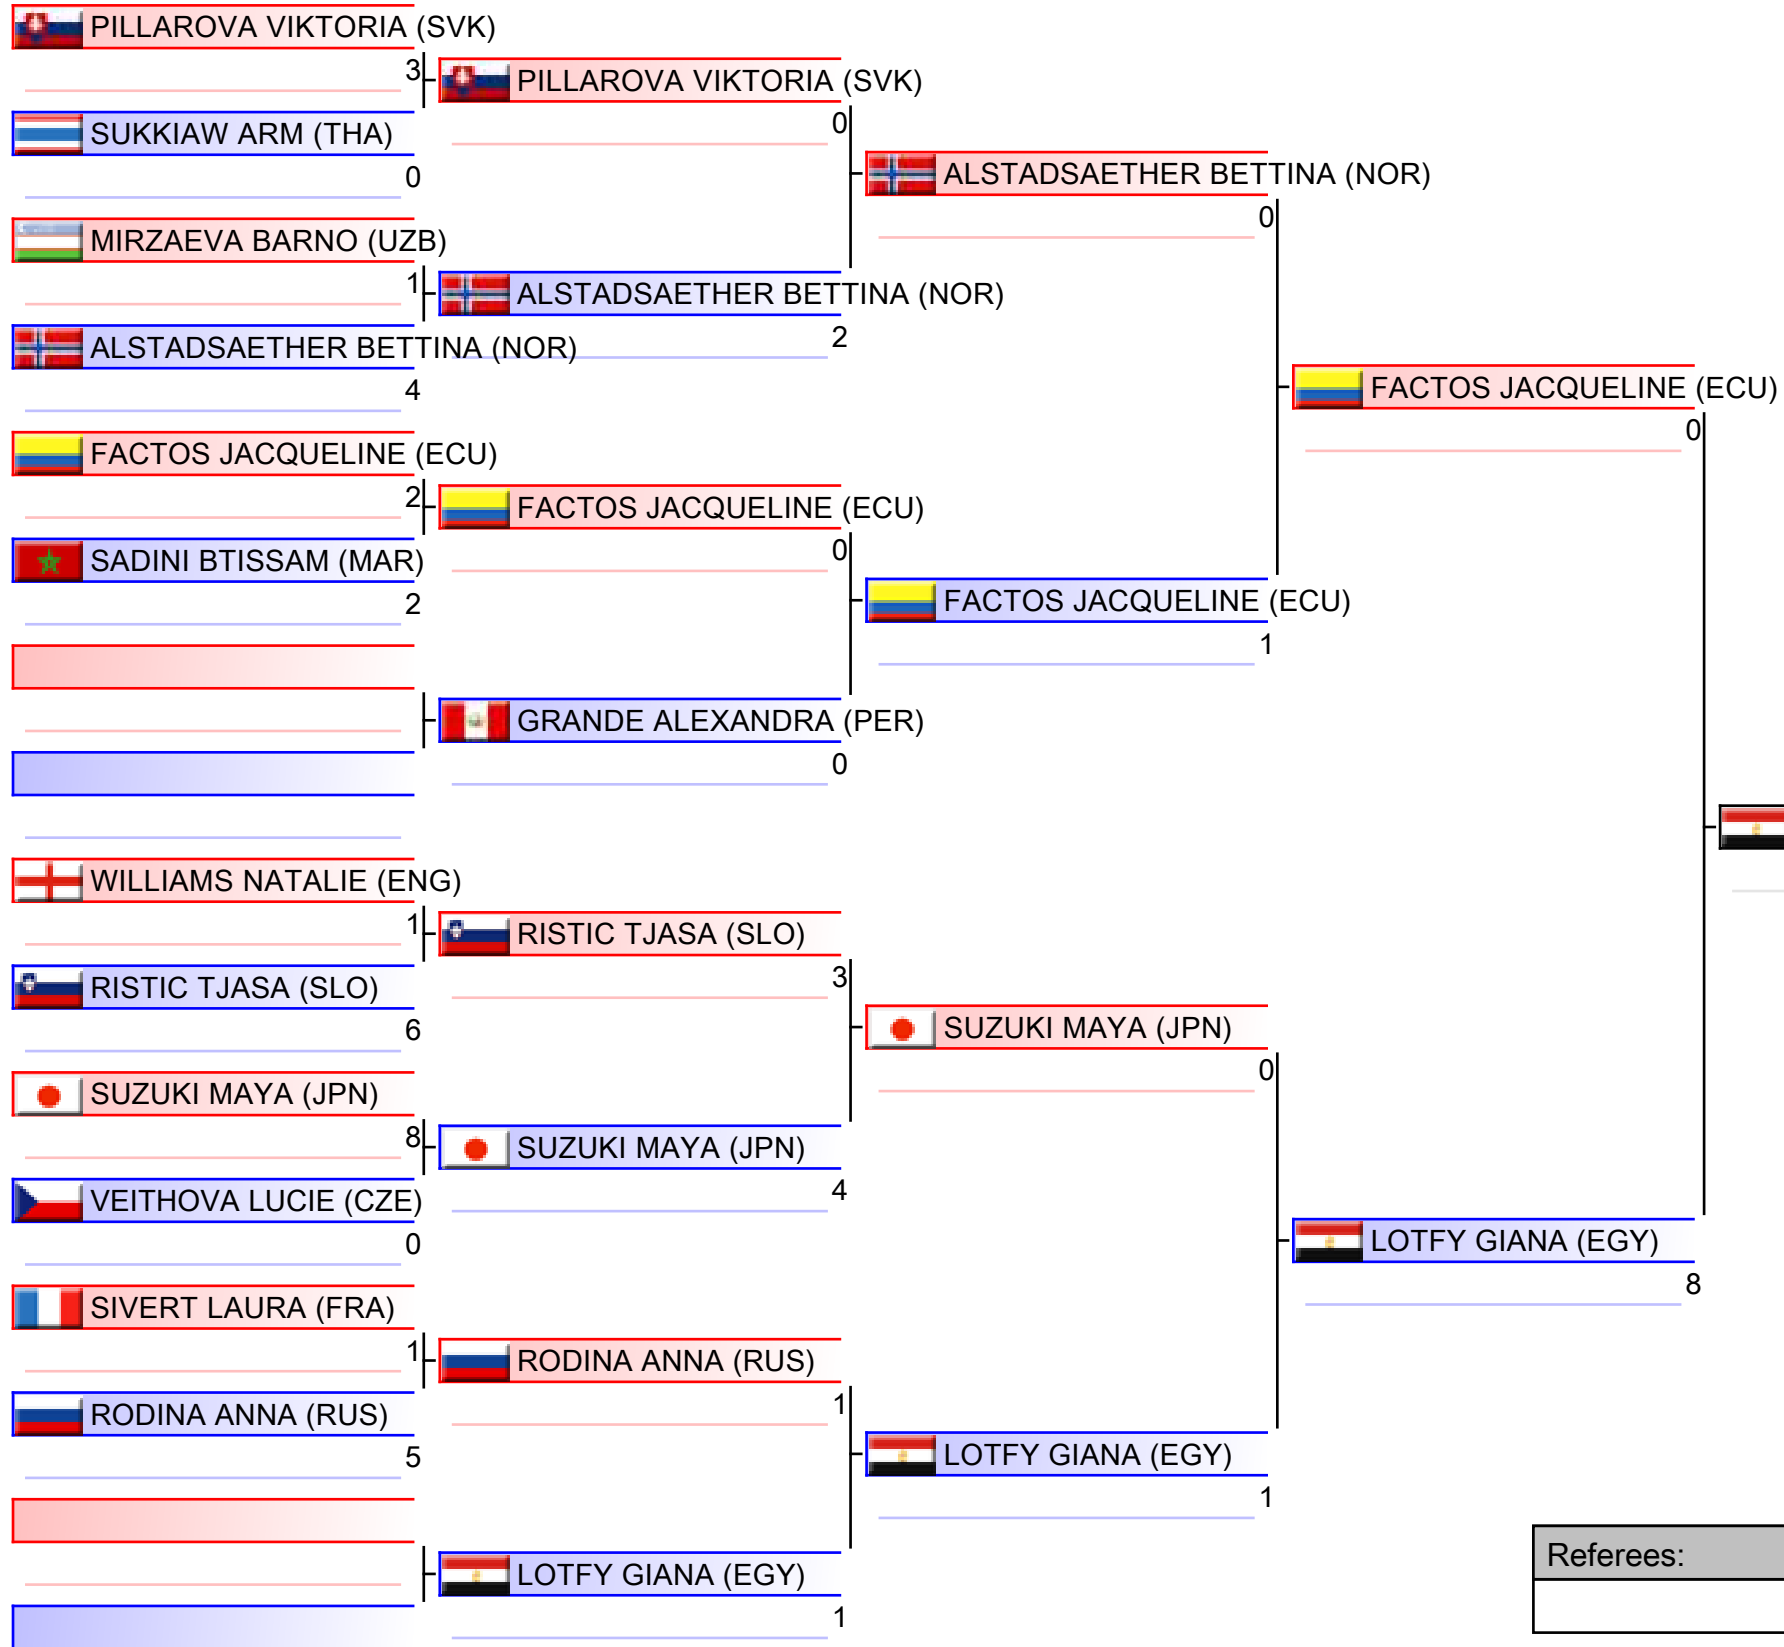 PILLAROVA VIKTORIA (SVK)
3
SUKKIAW ARM (THA)
0
MIRZAEVA BARNO (UZB)
1
ALSTADSAETHER BETTINA (NOR)
4
FACTOS JACQUELINE (ECU)
2
SADINI BTISSAM (MAR)
2
WILLIAMS NATALIE (ENG)
1
RISTIC TJASA (SLO)
6
SUZUKI MAYA (JPN)
8
VEITHOVA LUCIE (CZE)
0
SIVERT LAURA (FRA)
1
RODINA ANNA (RUS)
5
PILLAROVA VIKTORIA (SVK)
0
ALSTADSAETHER BETTINA (NOR)
2
FACTOS JACQUELINE (ECU)
0
GRANDE ALEXANDRA (PER)
0
RISTIC TJASA (SLO)
3
SUZUKI MAYA (JPN)
4
RODINA ANNA (RUS)
1
LOTFY GIANA (EGY)
1
ALSTADSAETHER BETTINA (NOR)
0
FACTOS JACQUELINE (ECU)
1
SUZUKI MAYA (JPN)
0
LOTFY GIANA (EGY)
1
FACTOS JACQUELINE (ECU)
0
LOTFY GIANA (EGY)
8
Referees: